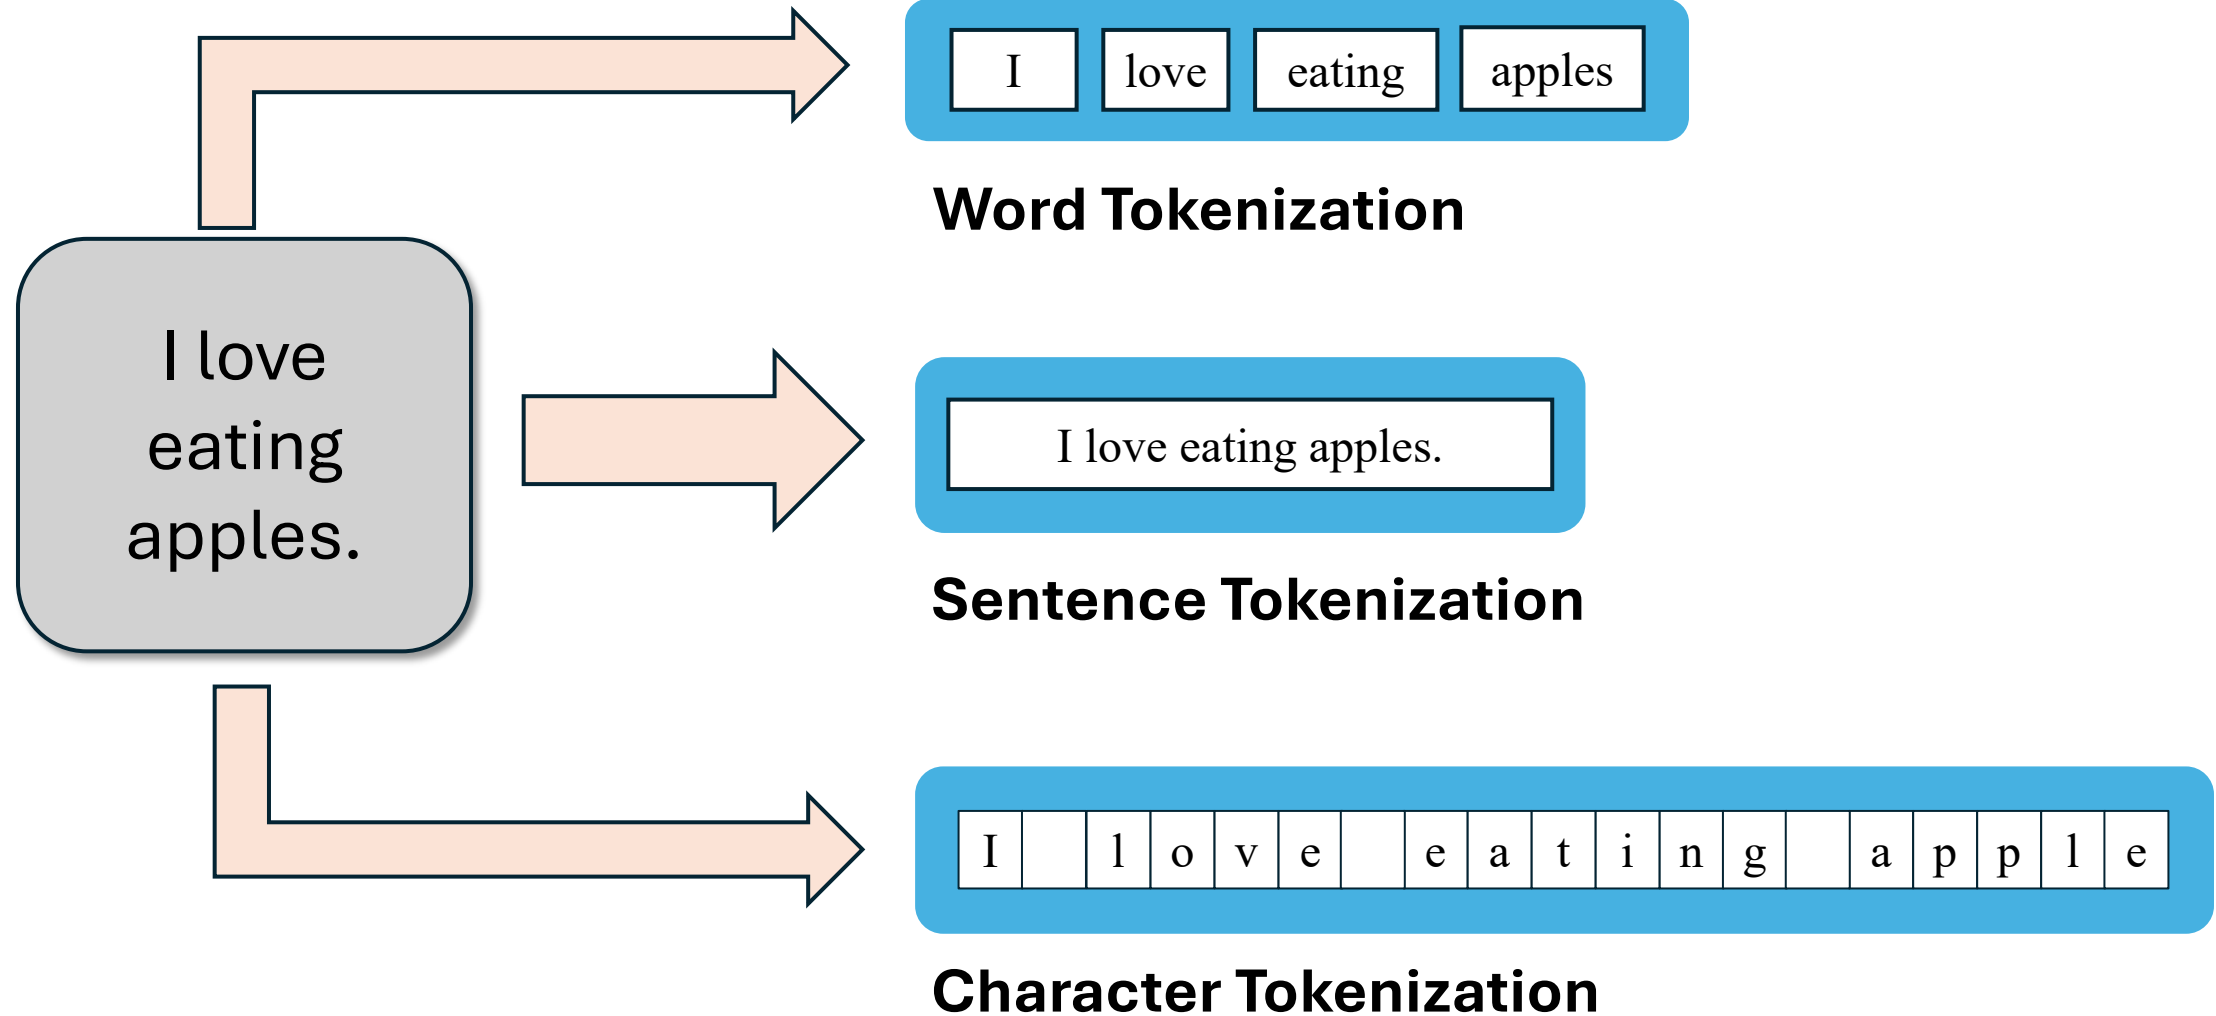 I love eating apples
Word Tokenization
I love
eating
apples.
I love eating apples.
Sentence Tokenization
I l o v e e a t i n g a p p l e
Character Tokenization